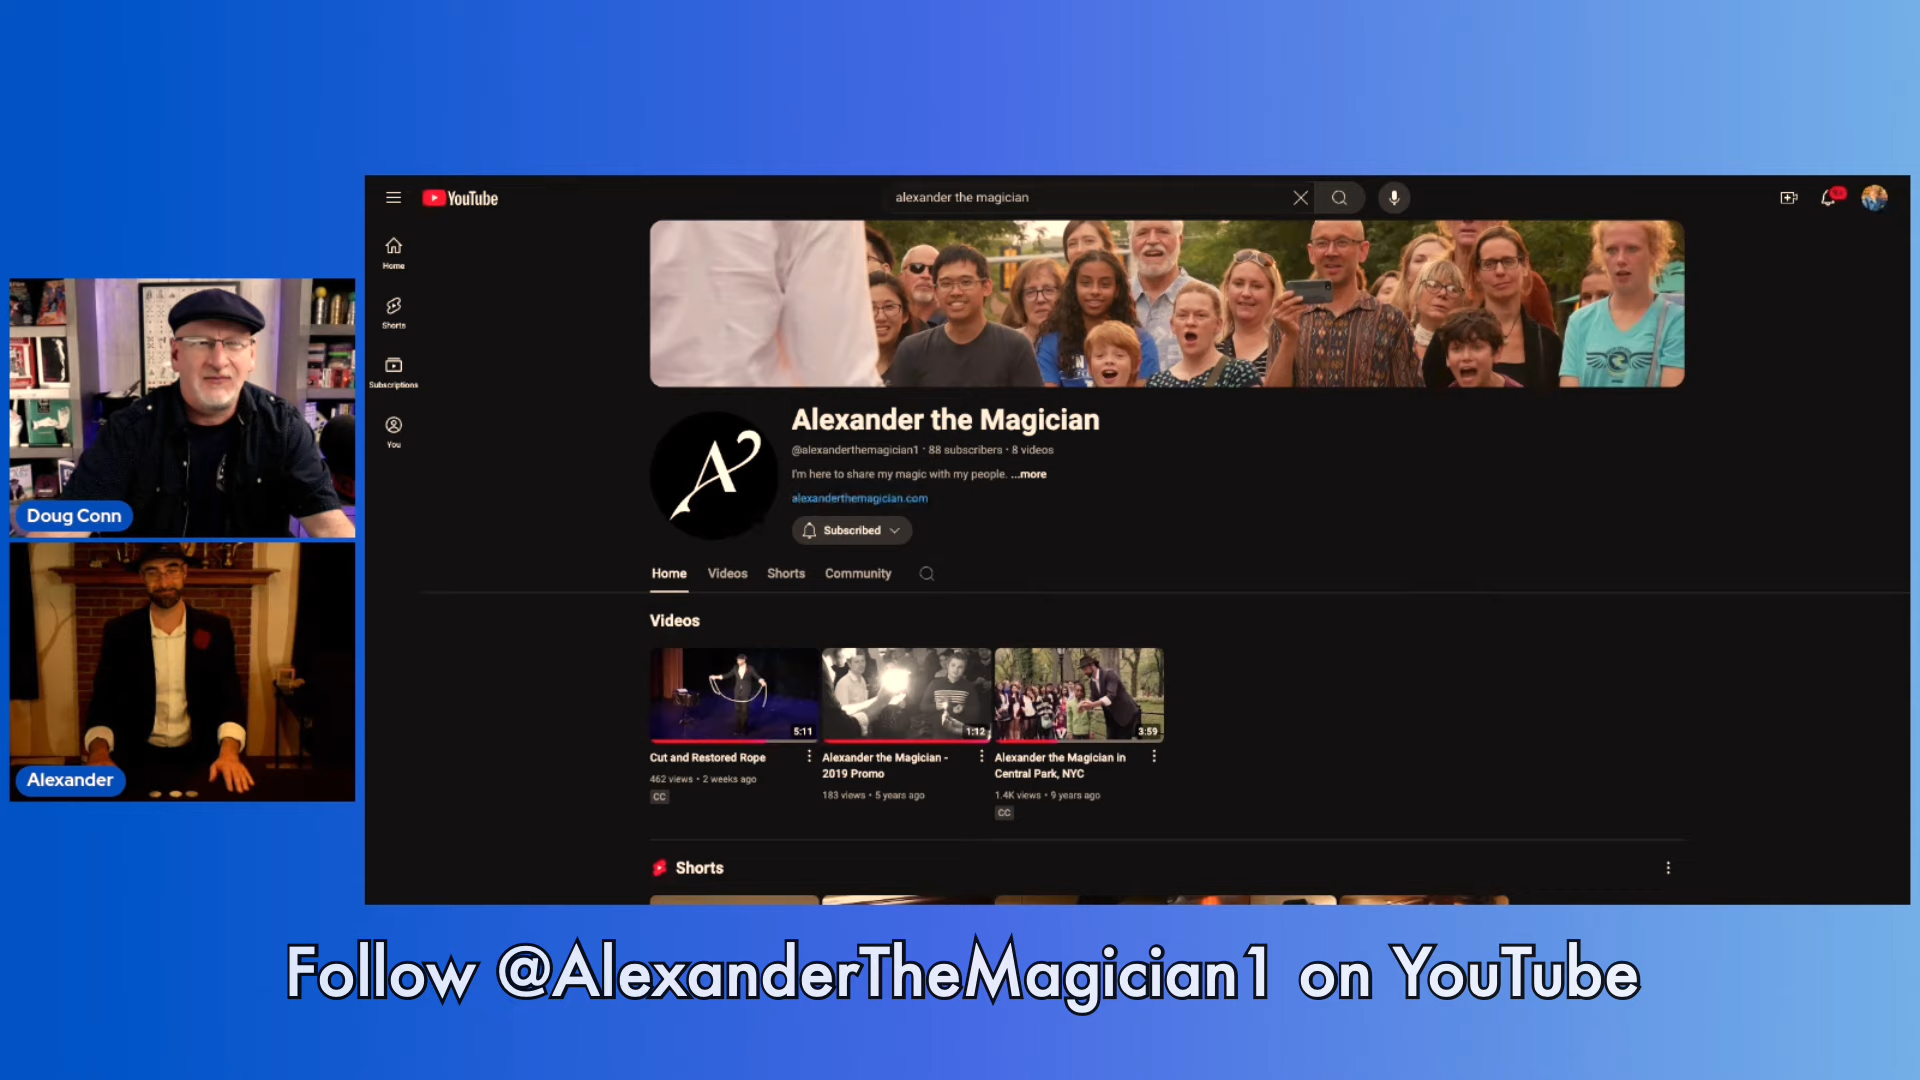 YouTube
alexander the magician
Home
Shorts
Subscriptions
You
Alexander the Magician
@alexanderthemagician1 · 88 subscribers · 8 videos
I'm here to share my magic with my people. ...more
alexanderthemagician.com
Subscribed
Home Videos Shorts Community
Videos
5:11
1:12
3:59
Cut and Restored Rope
462 views • 2 weeks ago
CC
Alexander the Magician -
2019 Promo
183 views • 5 years ago
Alexander the Magician in
Central Park, NYC
1.4K views • 9 years ago
CC
Shorts
Doug Conn
Alexander
Follow @AlexanderTheMagician1 on YouTube